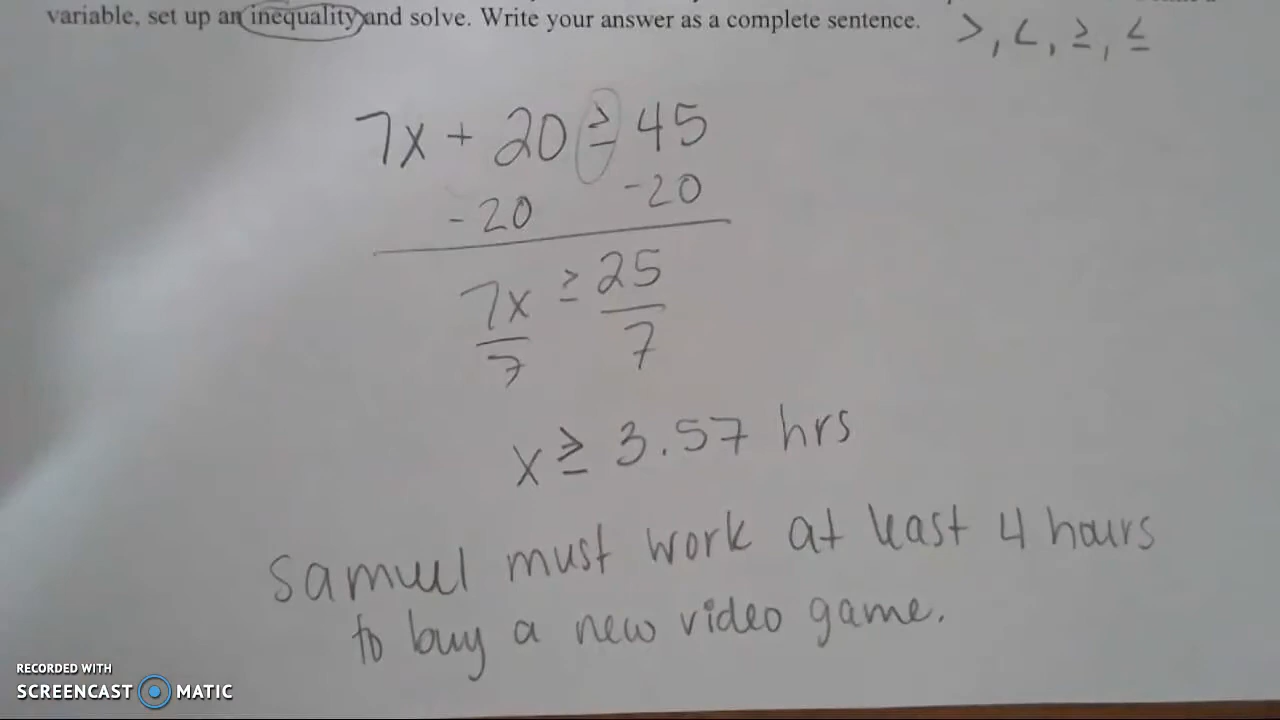 variable, set up an inequality and solve. Write your answer as a complete sentence.
>, <, ≥, ≤
7x + 20 ≥ 45
-20 -20
7x ≥ 25
7 7
x ≥ 3.57 hrs
Samuel must work at least 4 hours
to buy a new video game.
RECORDED WITH
SCREENCAST MATIC